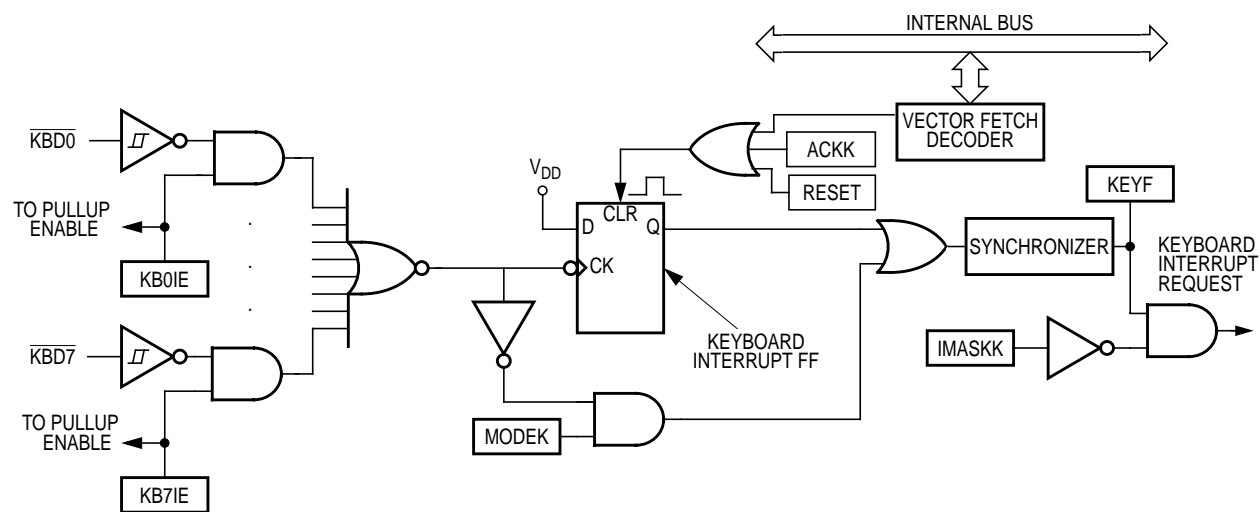 INTERNAL BUS
KBD0
VECTOR FETCH
DECODER
ACKK
RESET
VDD
KEYF
TO PULLUP
ENABLE
CLR
D
Q
SYNCHRONIZER
KEYBOARD
INTERRUPT
REQUEST
CK
KB0IE
KBD7
KEYBOARD
INTERRUPT FF
IMASKK
TO PULLUP
ENABLE
MODEK
KB7IE